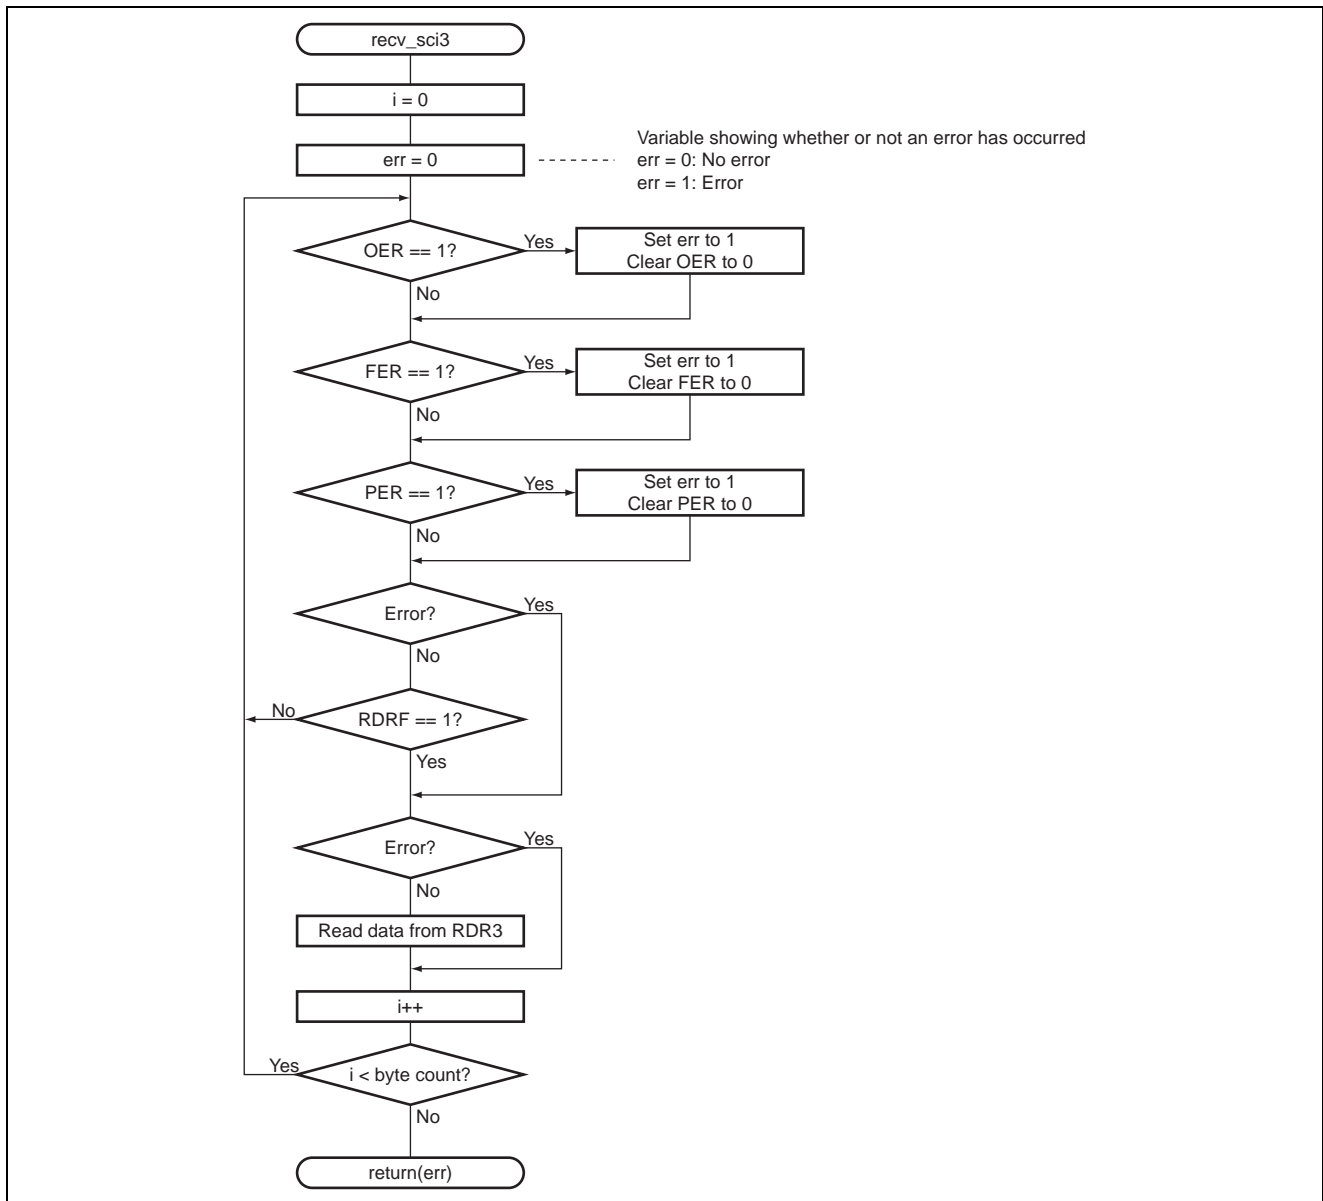 recv_sci3
i = 0
err = 0
Variable showing whether or not an error has occurred
err = 0: No error
err = 1: Error
OER == 1?
Yes
Set err to 1
Clear OER to 0
No
FER == 1?
Yes
Set err to 1
Clear FER to 0
No
PER == 1?
Yes
Set err to 1
Clear PER to 0
No
Error?
Yes
No
No
RDRF == 1?
Yes
Error?
Yes
No
Read data from RDR3
i++
Yes
i < byte count?
No
return(err)